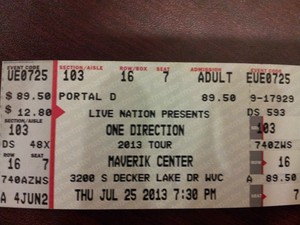 EVENT CODE SECTION/AISLE ROW/BOX SEAT ADMISSION EVENT CODE
UE0725 103 16 7 ADULT EUE0725
$ 89.50 PORTAL D 89.50 9-17929
$ 12.80 LIVE NATION PRESENTS DS 593
103 ONE DIRECTION 103
DS 48X 2013 TOUR 740ZWS
16 7 MAVERIK CENTER 16 7
740AZWS 3200 S DECKER LAKE DR WVC A 89.50
A 4JUN2 THU JUL 25 2013 7:30 PM